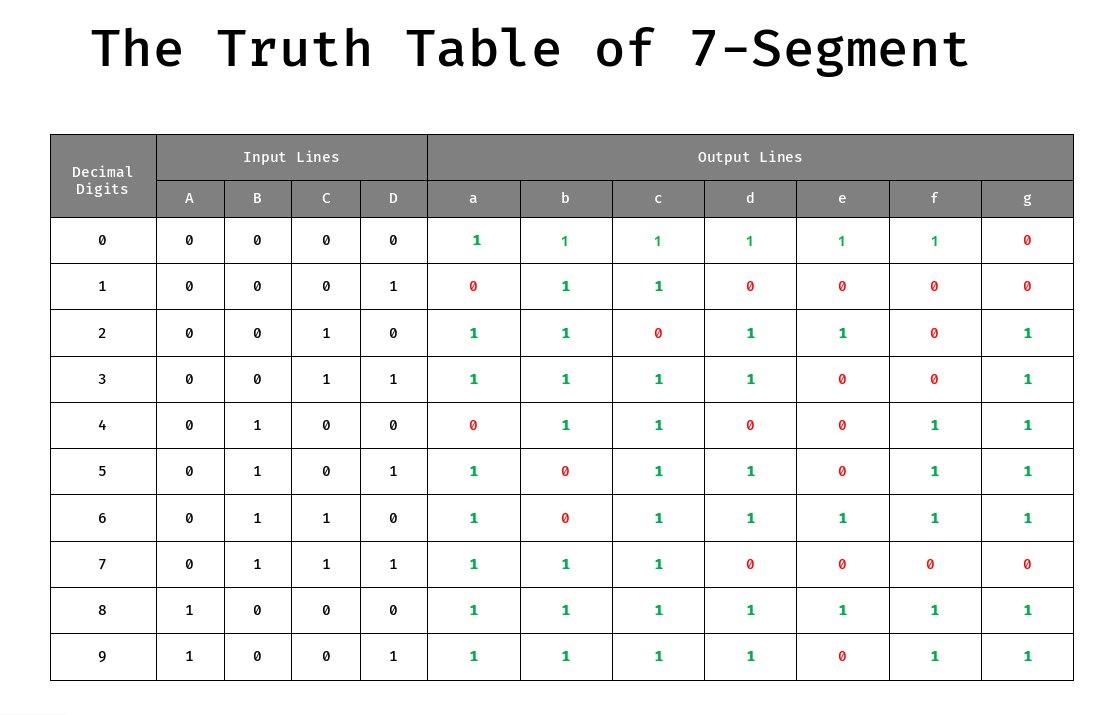 The Truth Table of 7-Segment
Decimal Digits Input Lines Output Lines
A B C D a b c d e f g
0 0 0 0 0 1 1 1 1 1 1 0
1 0 0 0 1 0 1 1 0 0 0 0
2 0 0 1 0 1 1 0 1 1 0 1
3 0 0 1 1 1 1 1 1 0 0 1
4 0 1 0 0 0 1 1 0 0 1 1
5 0 1 0 1 1 0 1 1 0 1 1
6 0 1 1 0 1 0 1 1 1 1 1
7 0 1 1 1 1 1 1 0 0 0 0
8 1 0 0 0 1 1 1 1 1 1 1
9 1 0 0 1 1 1 1 1 0 1 1